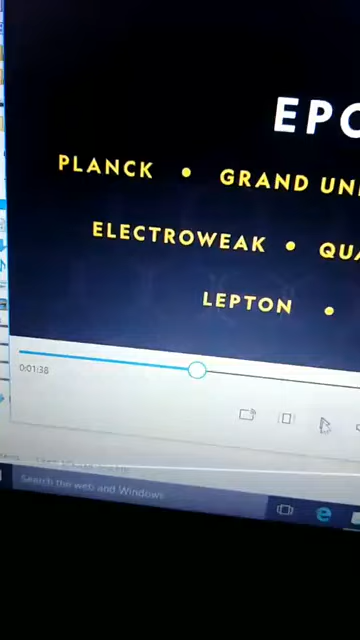 EPO
PLANCK • GRAND UNI
ELECTROWEAK • QUA
LEPTON •
0:01:38
Search the web and Windows